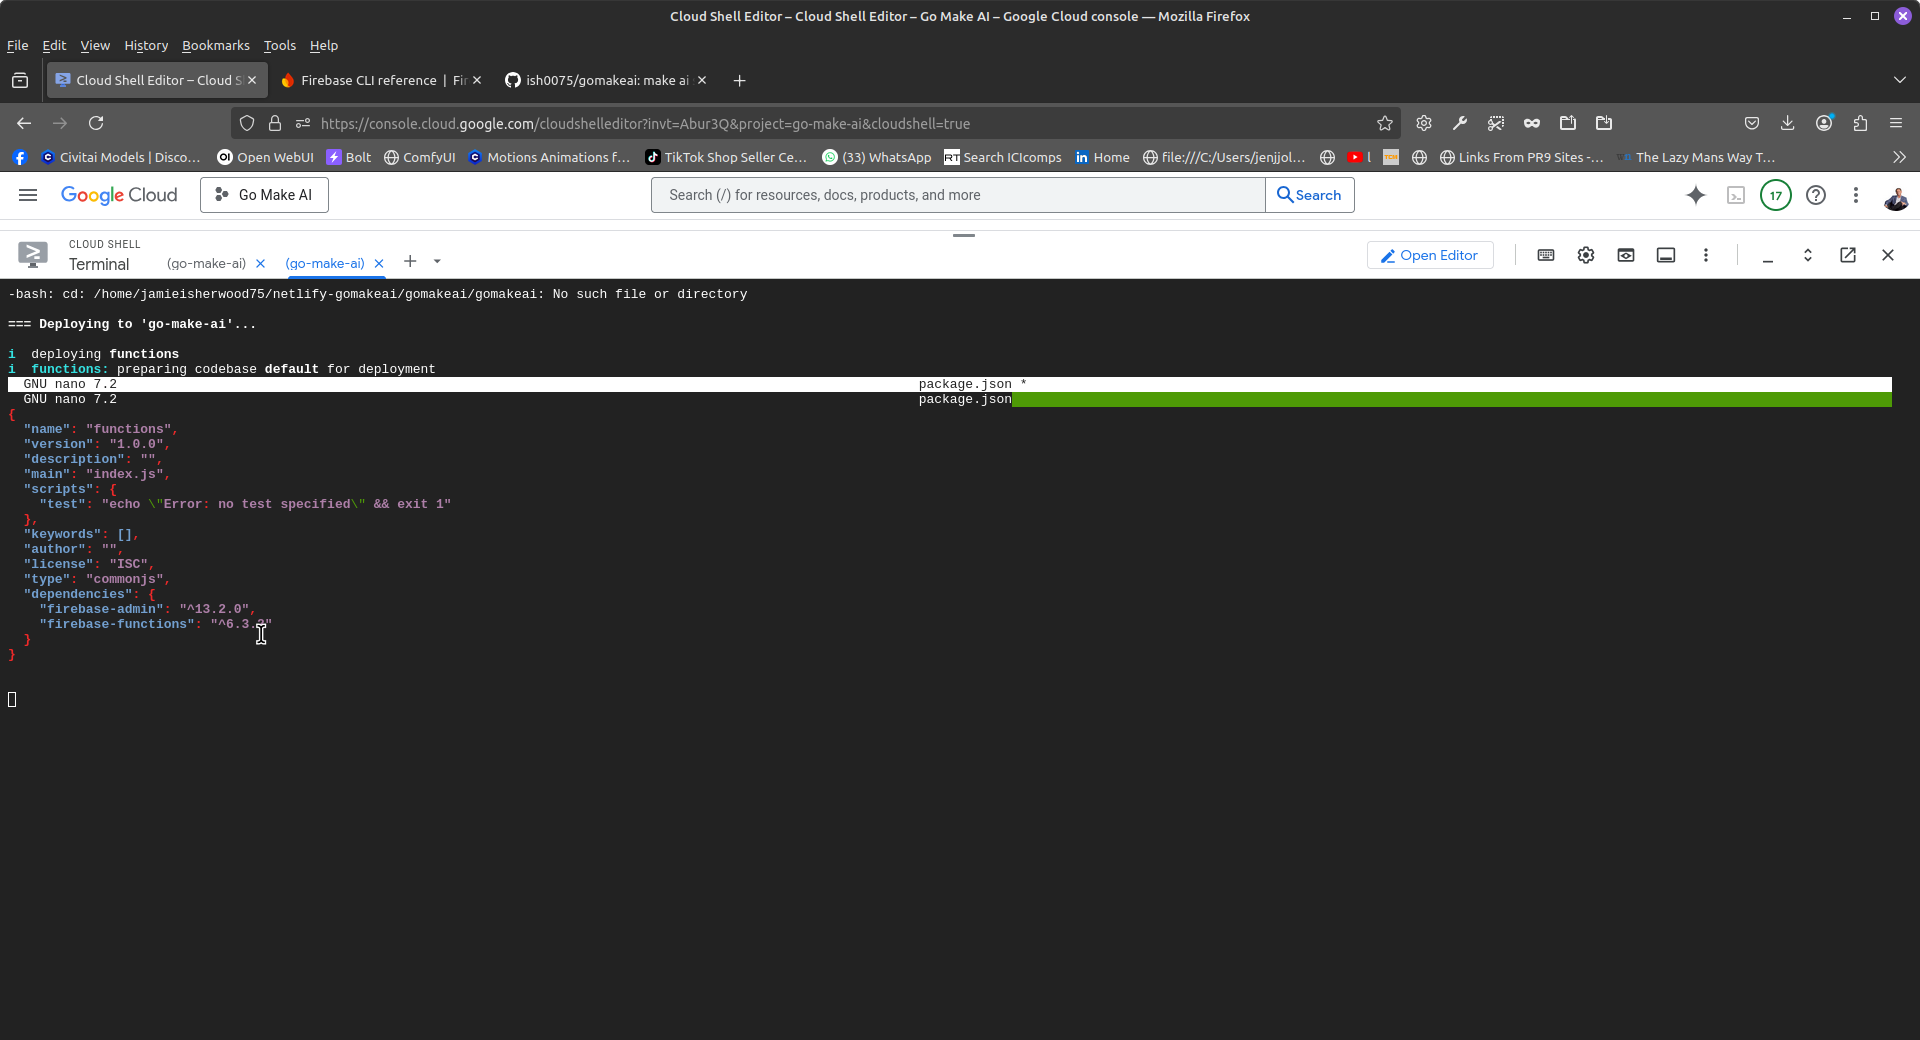 Cloud Shell Editor – Cloud Shell Editor – Go Make AI – Google Cloud console — Mozilla Firefox
File Edit View History Bookmarks Tools Help
Cloud Shell Editor – Cloud S
Firebase CLI reference | Fir
ish0075/gomakeai: make ai
https://console.cloud.google.com/cloudshelleditor?invt=Abur3Q&project=go-make-ai&cloudshell=true
Civitai Models | Disco… OI Open WebUI Bolt ComfyUI Motions Animations f… TikTok Shop Seller Ce… (33) WhatsApp RT Search ICIcomps in Home file:///C:/Users/jenjjol… l Links From PR9 Sites -… The Lazy Mans Way T…
Google Cloud Go Make AI Search (/) for resources, docs, products, and more Search 17
CLOUD SHELL
Terminal (go-make-ai) (go-make-ai) Open Editor
-bash: cd: /home/jamieisherwood75/netlify-gomakeai/gomakeai/gomakeai: No such file or directory
=== Deploying to 'go-make-ai'...
i deploying functions
i functions: preparing codebase default for deployment
GNU nano 7.2 package.json *
GNU nano 7.2 package.json
{
"name": "functions",
"version": "1.0.0",
"description": "",
"main": "index.js",
"scripts": {
"test": "echo \"Error: no test specified\" && exit 1"
},
"keywords": [],
"author": "",
"license": "ISC",
"type": "commonjs",
"dependencies": {
"firebase-admin": "^13.2.0",
"firebase-functions":
}
}